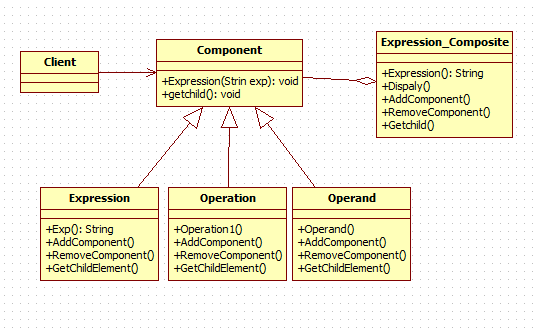 Client
Component
+Expression(Strin exp): void
+getchild(): void
Expression_Composite
+Expression(): String
+Dispaly()
+AddComponent()
+RemoveComponent()
+Getchild()
Expression
+Exp(): String
+AddComponent()
+RemoveComponent()
+GetChildElement()
Operation
+Operation1()
+AddComponent()
+RemoveComponent()
+GetChildElement()
Operand
+Operand()
+AddComponent()
+RemoveComponent()
+GetChildElement()